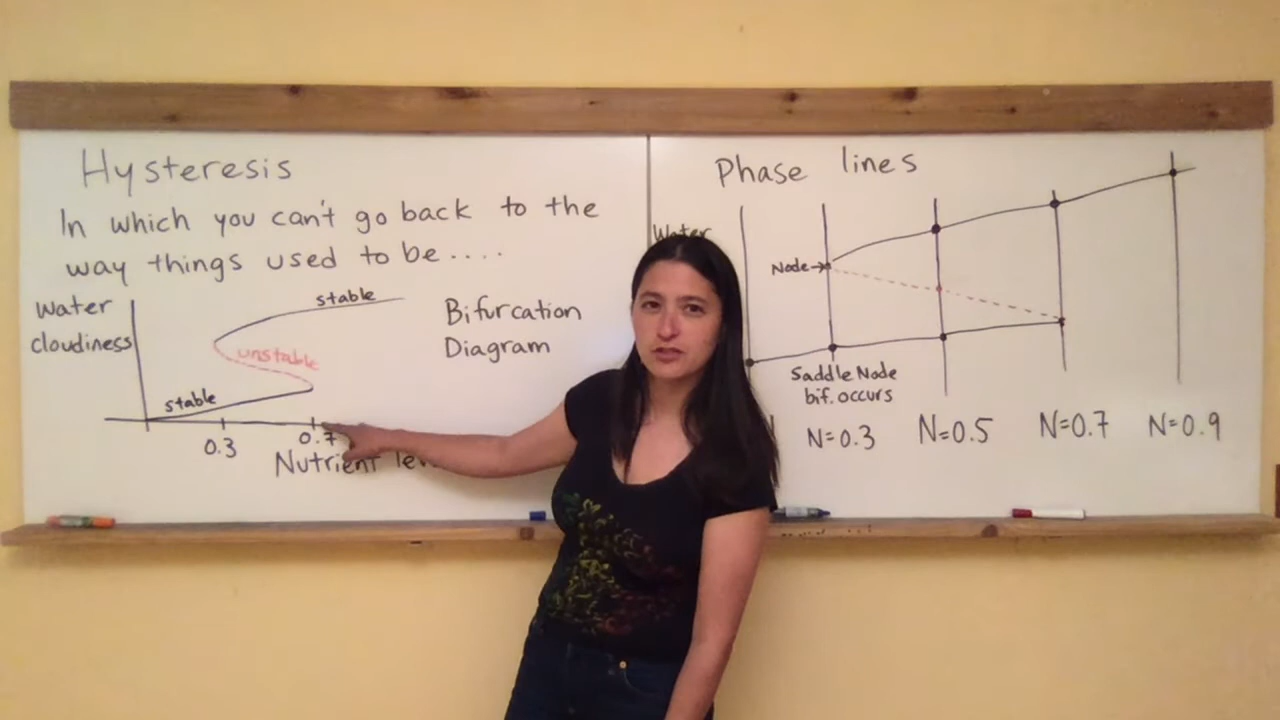 Hysteresis
In which you can't go back to the
way things used to be....
Water
cloudiness
stable
unstable
stable
0.3
0.7
Nutrient
Bifurcation
Diagram
Phase lines
Water
Node→
Saddle Node
bif. occurs
N=0.3
N=0.5
N=0.7
N=0.9